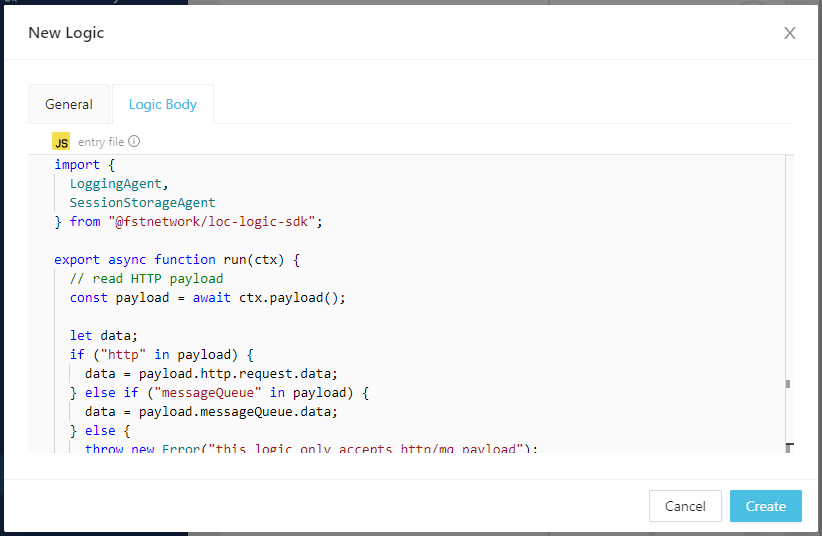 New Logic
General
Logic Body
JS entry file
import {
  LoggingAgent,
  SessionStorageAgent
} from "@fstnetwork/loc-logic-sdk";

export async function run(ctx) {
  // read HTTP payload
  const payload = await ctx.payload();

  let data;
  if ("http" in payload) {
    data = payload.http.request.data;
  } else if ("messageQueue" in payload) {
    data = payload.messageQueue.data;
  } else {
    throw new Error("this logic only accepts http/mq payload");
Cancel
Create